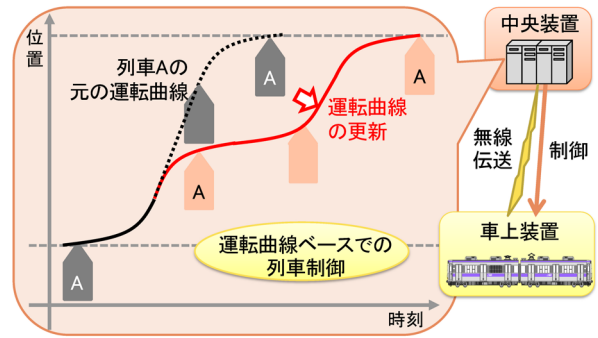 位置
列車Aの
元の運転曲線
A
A
運転曲線
の更新
A
A
運転曲線ベースでの
列車制御
時刻
中央装置
無線
伝送
制御
車上装置